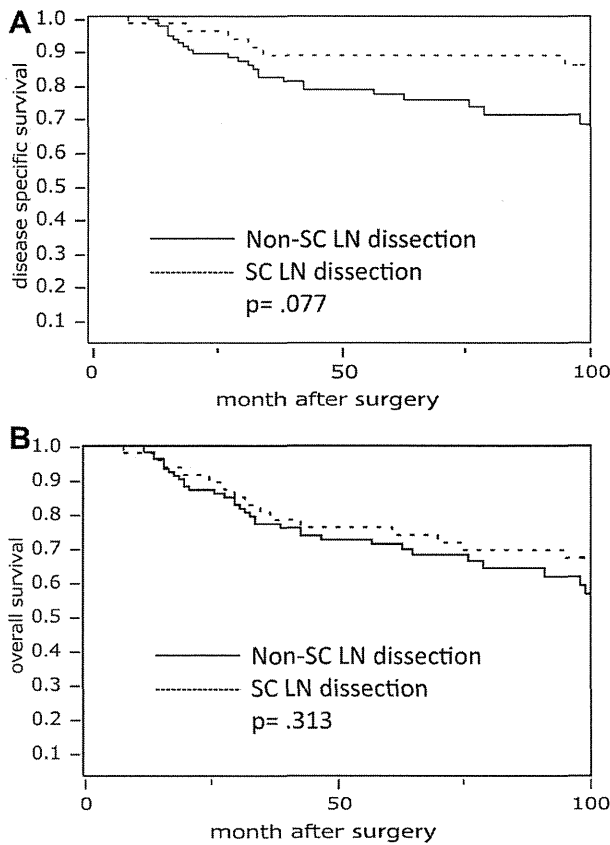 A
disease specific survival
1.0
0.9
0.8
0.7
0.6
0.5
0.4
0.3
0.2
0.1
Non-SC LN dissection
SC LN dissection
p= .077
0
50
100
month after surgery
B
overall survival
1.0
0.9
0.8
0.7
0.6
0.5
0.4
0.3
0.2
0.1
Non-SC LN dissection
SC LN dissection
p= .313
0
50
100
month after surgery